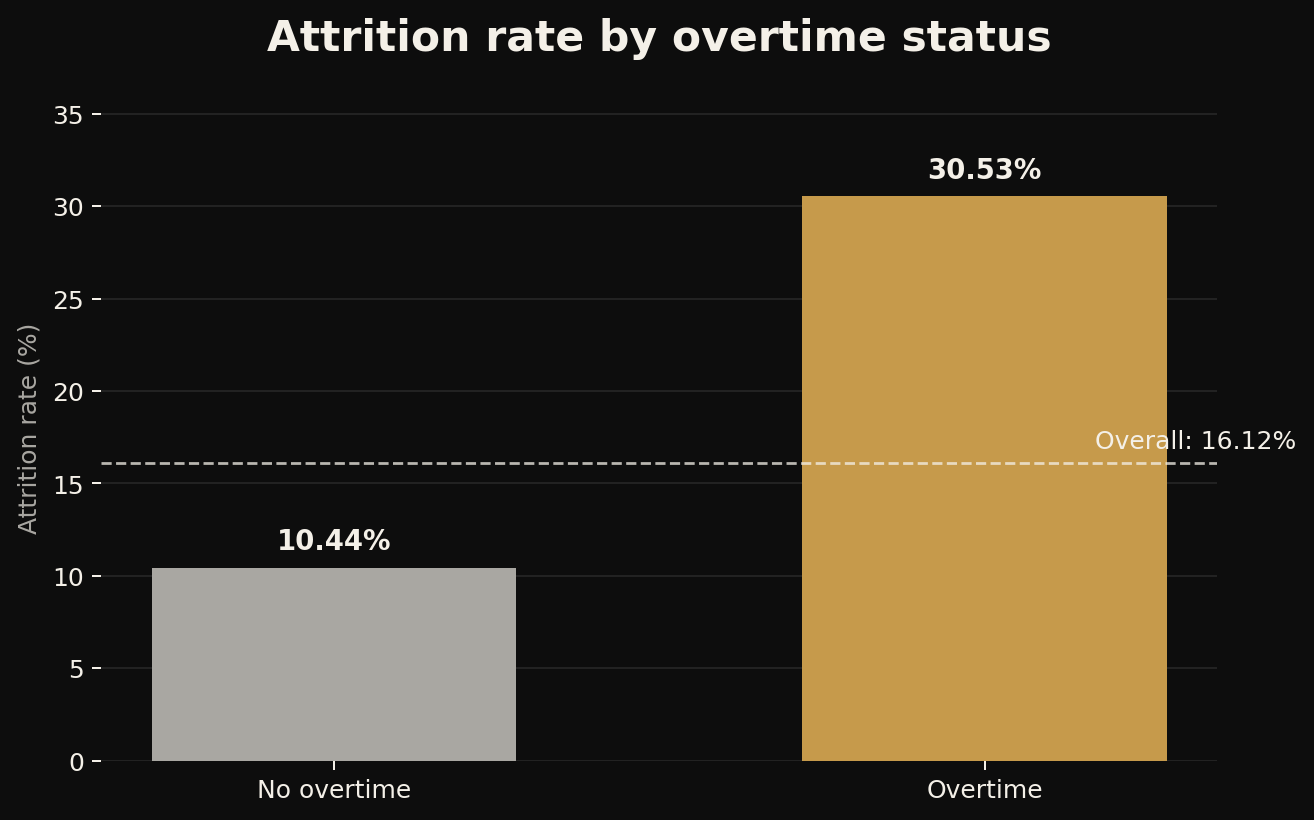 Attrition rate by overtime status
Attrition rate (%)
35
30
25
20
15
10
5
0
30.53%
Overall: 16.12%
10.44%
No overtime
Overtime